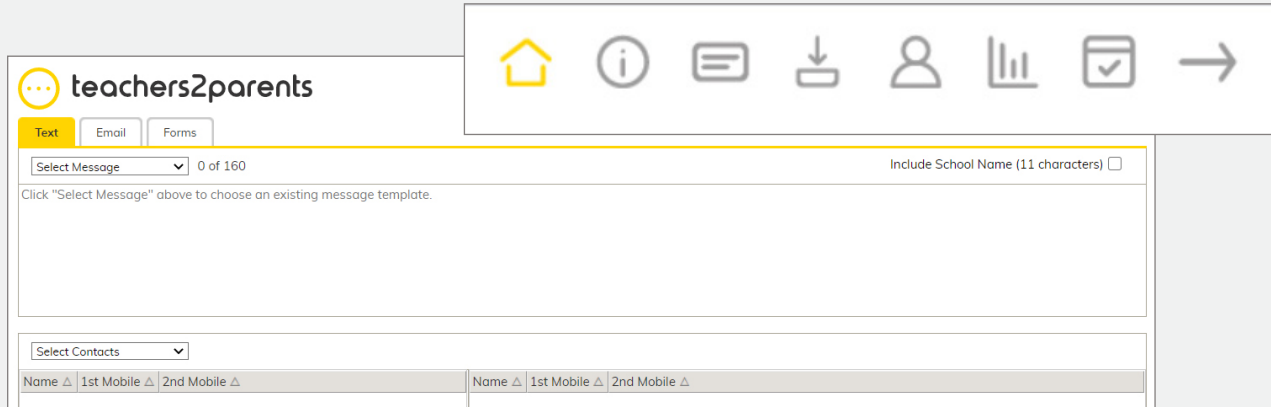 teachers2parents
Text Email Forms
Select Message 0 of 160 Include School Name (11 characters)
Click "Select Message" above to choose an existing message template.
Select Contacts
Name 1st Mobile 2nd Mobile Name 1st Mobile 2nd Mobile